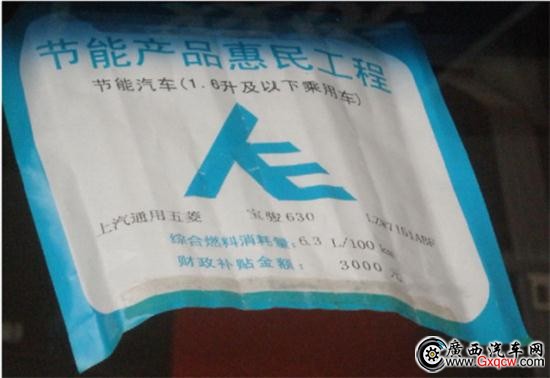 节能产品惠民工程
节能汽车(1.6升及以下乘用车)
上汽通用五菱 宝骏630 LZW7151ABF
综合燃料消耗量:6.3 L/100 km
财政补贴金额: 3000 元
廣西汽车网
www.Gxqcw.com